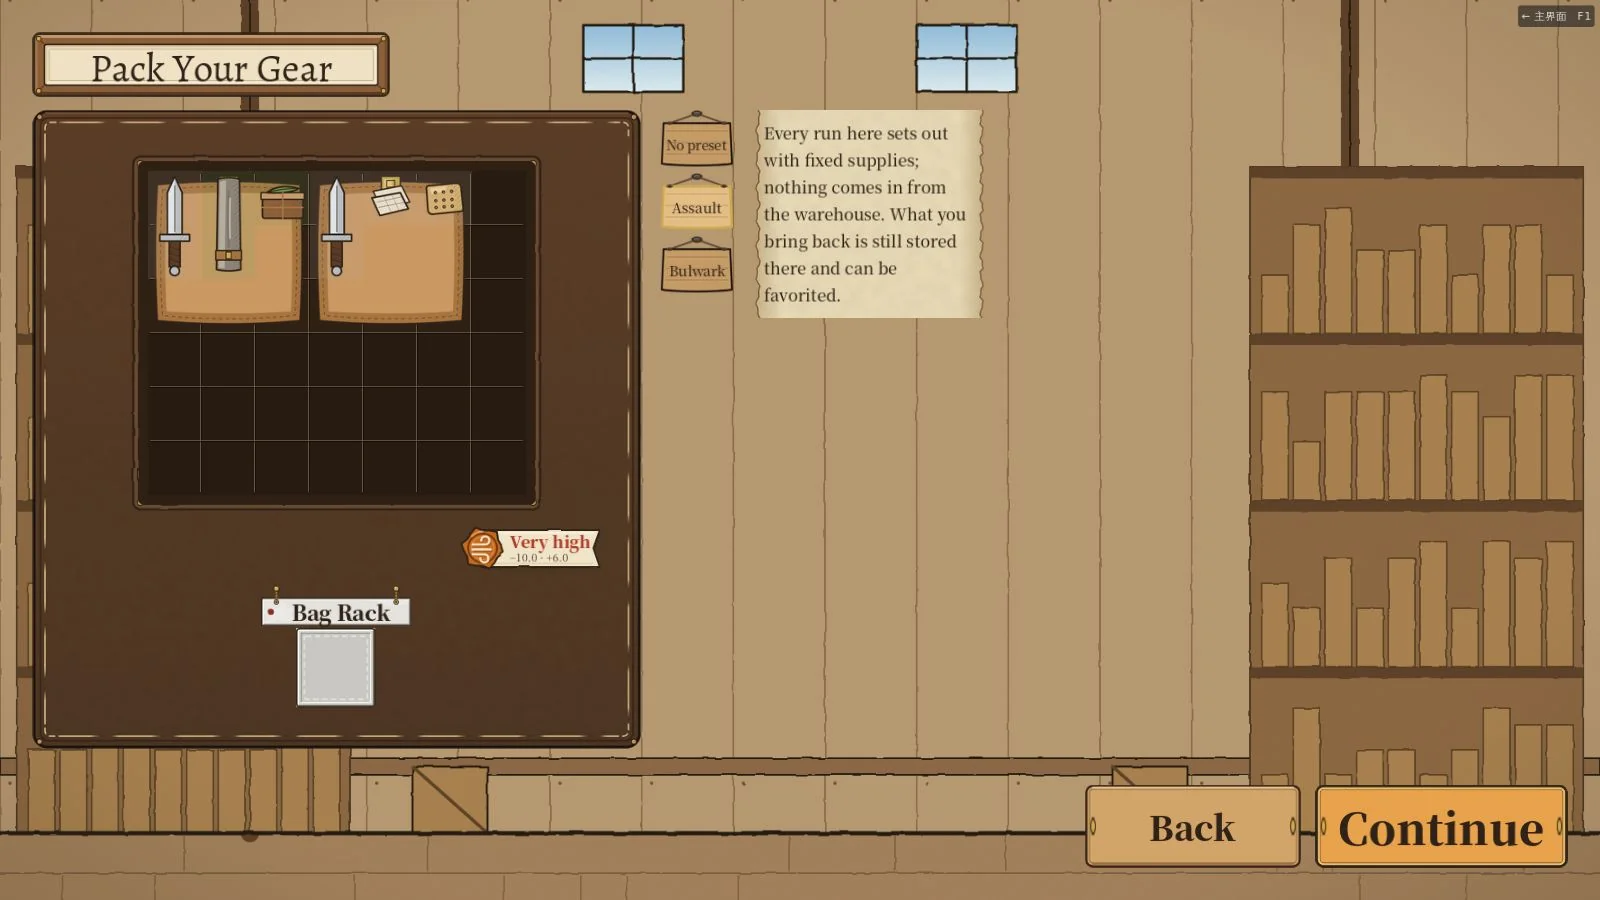 ← 主界面 F1
Pack Your Gear
No preset
Assault
Bulwark
Every run here sets out
with fixed supplies;
nothing comes in from
the warehouse. What you
bring back is still stored
there and can be
favorited.
Very high
−10.0 - +6.0
Bag Rack
Back
Continue